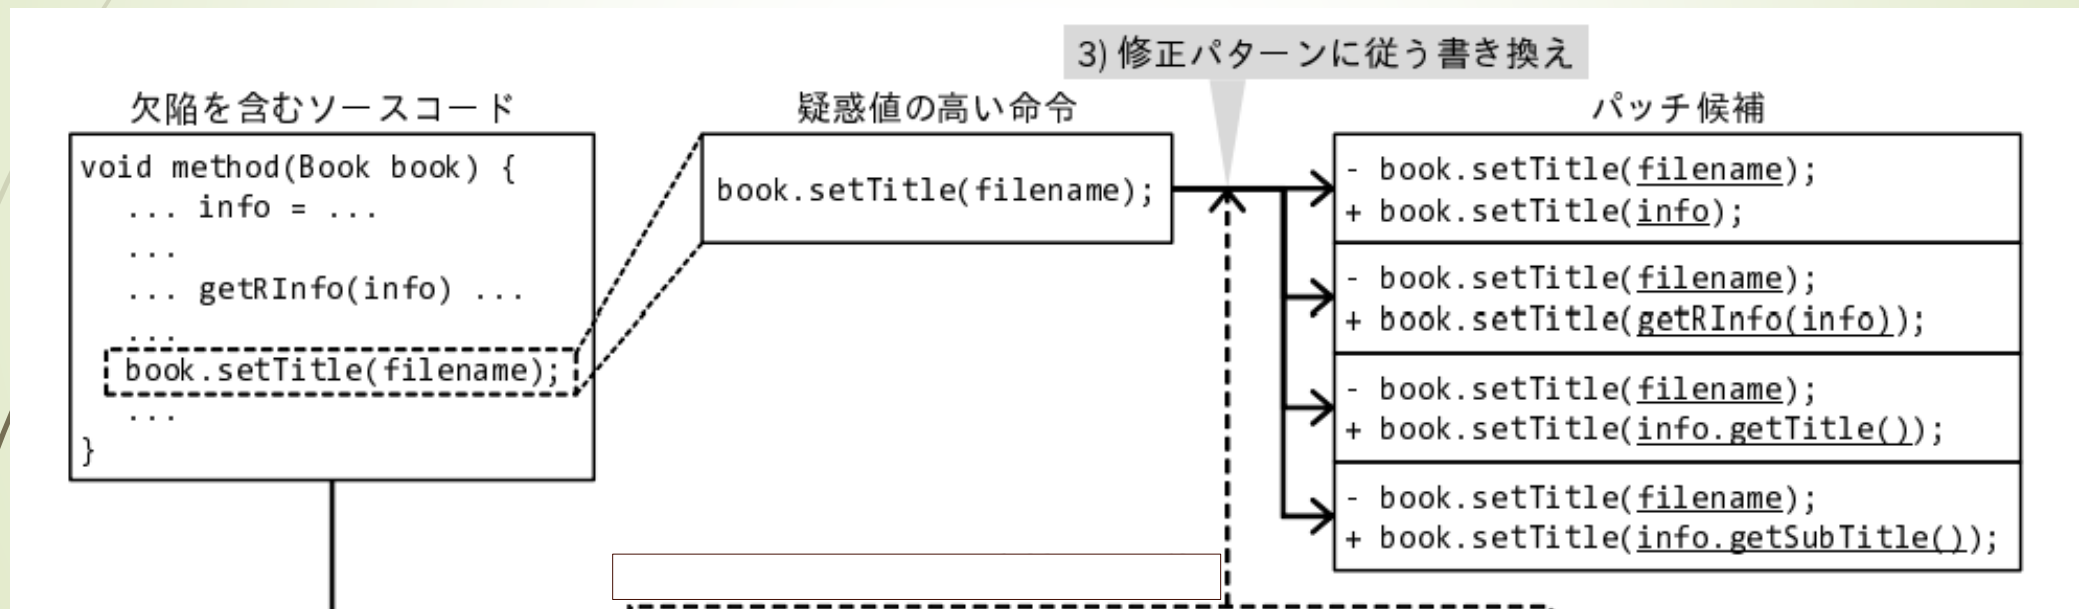 3) 修正パターンに従う書き換え
欠陥を含むソースコード
void method(Book book) {
... info = ...
...
... getRInfo(info) ...
...
book.setTitle(filename);
...
}
疑惑値の高い命令
book.setTitle(filename);
パッチ候補
- book.setTitle(filename);
+ book.setTitle(info);
- book.setTitle(filename);
+ book.setTitle(getRInfo(info));
- book.setTitle(filename);
+ book.setTitle(info.getTitle());
- book.setTitle(filename);
+ book.setTitle(info.getSubTitle());